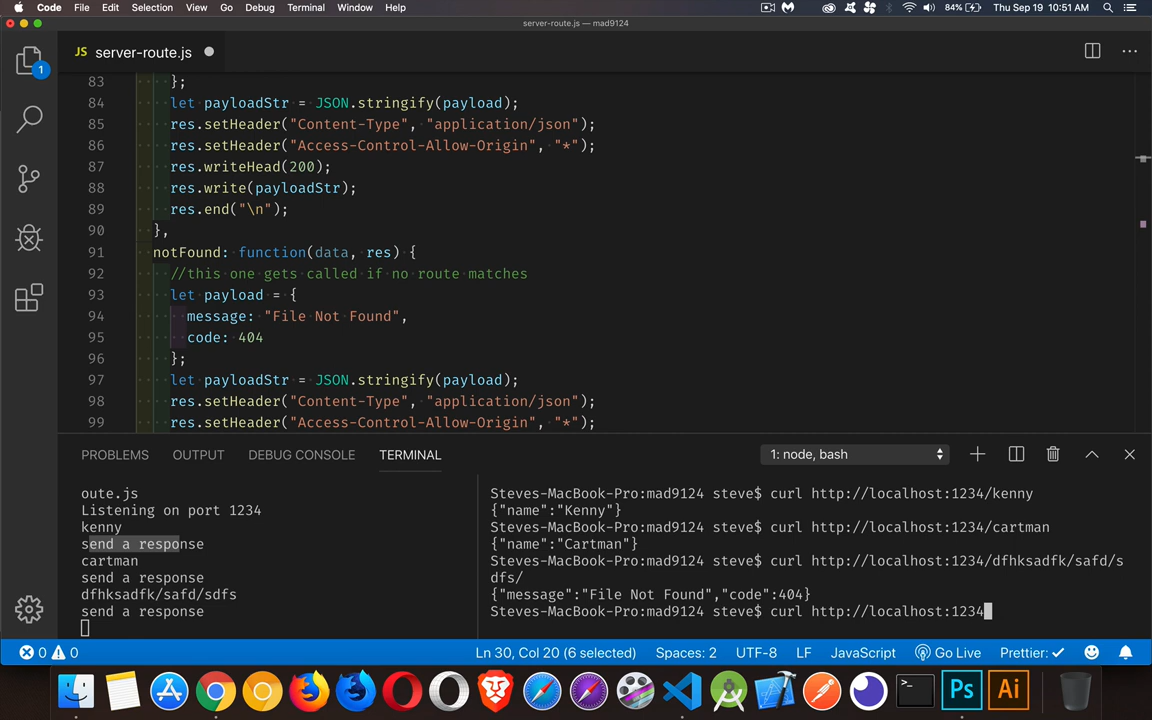 Code File Edit Selection View Go Debug Terminal Window Help 84% Thu Sep 19 10:51 AM
server-route.js — mad9124
JS server-route.js
1
83 };
84 let payloadStr = JSON.stringify(payload);
85 res.setHeader("Content-Type", "application/json");
86 res.setHeader("Access-Control-Allow-Origin", "*");
87 res.writeHead(200);
88 res.write(payloadStr);
89 res.end("\n");
90 },
91 notFound: function(data, res) {
92 //this one gets called if no route matches
93 let payload = {
94 message: "File Not Found",
95 code: 404
96 };
97 let payloadStr = JSON.stringify(payload);
98 res.setHeader("Content-Type", "application/json");
99 res.setHeader("Access-Control-Allow-Origin", "*");
PROBLEMS OUTPUT DEBUG CONSOLE TERMINAL 1: node, bash
oute.js
Listening on port 1234
kenny
send a response
cartman
send a response
dfhksadfk/safd/sdfs
send a response
Steves-MacBook-Pro:mad9124 steve$ curl http://localhost:1234/kenny
{"name":"Kenny"}
Steves-MacBook-Pro:mad9124 steve$ curl http://localhost:1234/cartman
{"name":"Cartman"}
Steves-MacBook-Pro:mad9124 steve$ curl http://localhost:1234/dfhksadfk/safd/s
dfs/
{"message":"File Not Found","code":404}
Steves-MacBook-Pro:mad9124 steve$ curl http://localhost:1234
0 0 Ln 30, Col 20 (6 selected) Spaces: 2 UTF-8 LF JavaScript Go Live Prettier: ✓
>_ Ps Ai